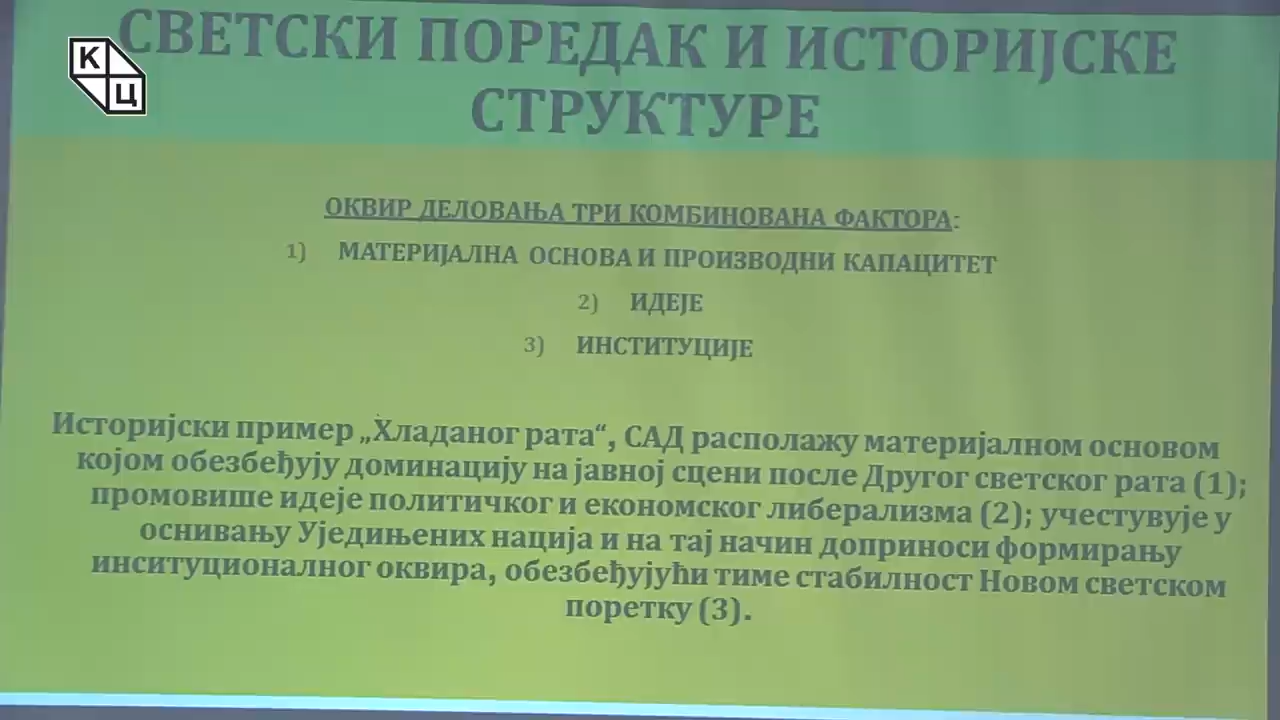 СВЕТСКИ ПОРЕДАК И ИСТОРИЈСКЕ
СТРУКТУРЕ
К
Ц
ОКВИР ДЕЛОВАЊА ТРИ КОМБИНОВАНА ФАКТОРА:
1) МАТЕРИЈАЛНА ОСНОВА И ПРОИЗВОДНИ КАПАЦИТЕТ
2) ИДЕЈЕ
3) ИНСТИТУЦИЈЕ
Историјски пример „Хладаног рата“, САД располажу материјалном основом
којом обезбеђују доминацију на јавној сцени после Другог светског рата (1);
промовише идеје политичког и економског либерализма (2); учестувује у
оснивању Уједињених нација и на тај начин доприноси формирању
инситуционалног оквира, обезбеђујући тиме стабилност Новом светском
поретку (3).